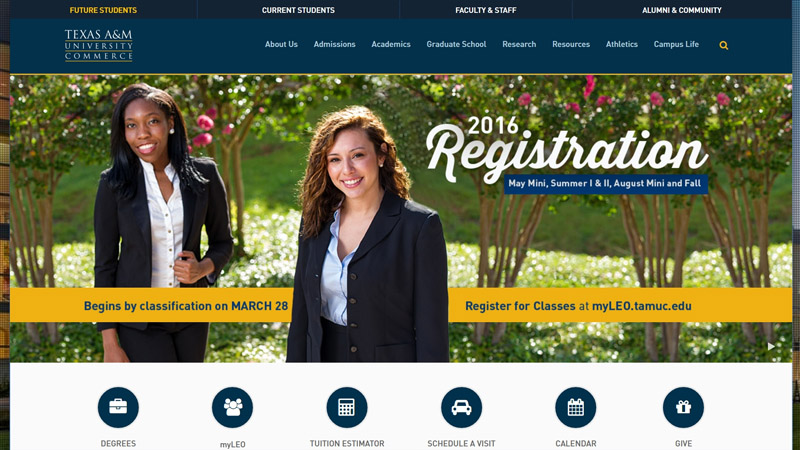 FUTURE STUDENTS
CURRENT STUDENTS
FACULTY & STAFF
ALUMNI & COMMUNITY
TEXAS A&M
UNIVERSITY
COMMERCE
About Us
Admissions
Academics
Graduate School
Research
Resources
Athletics
Campus Life
2016
Registration
May Mini, Summer I & II, August Mini and Fall
Begins by classification on MARCH 28
Register for Classes at myLEO.tamuc.edu
DEGREES
myLEO
TUITION ESTIMATOR
SCHEDULE A VISIT
CALENDAR
GIVE